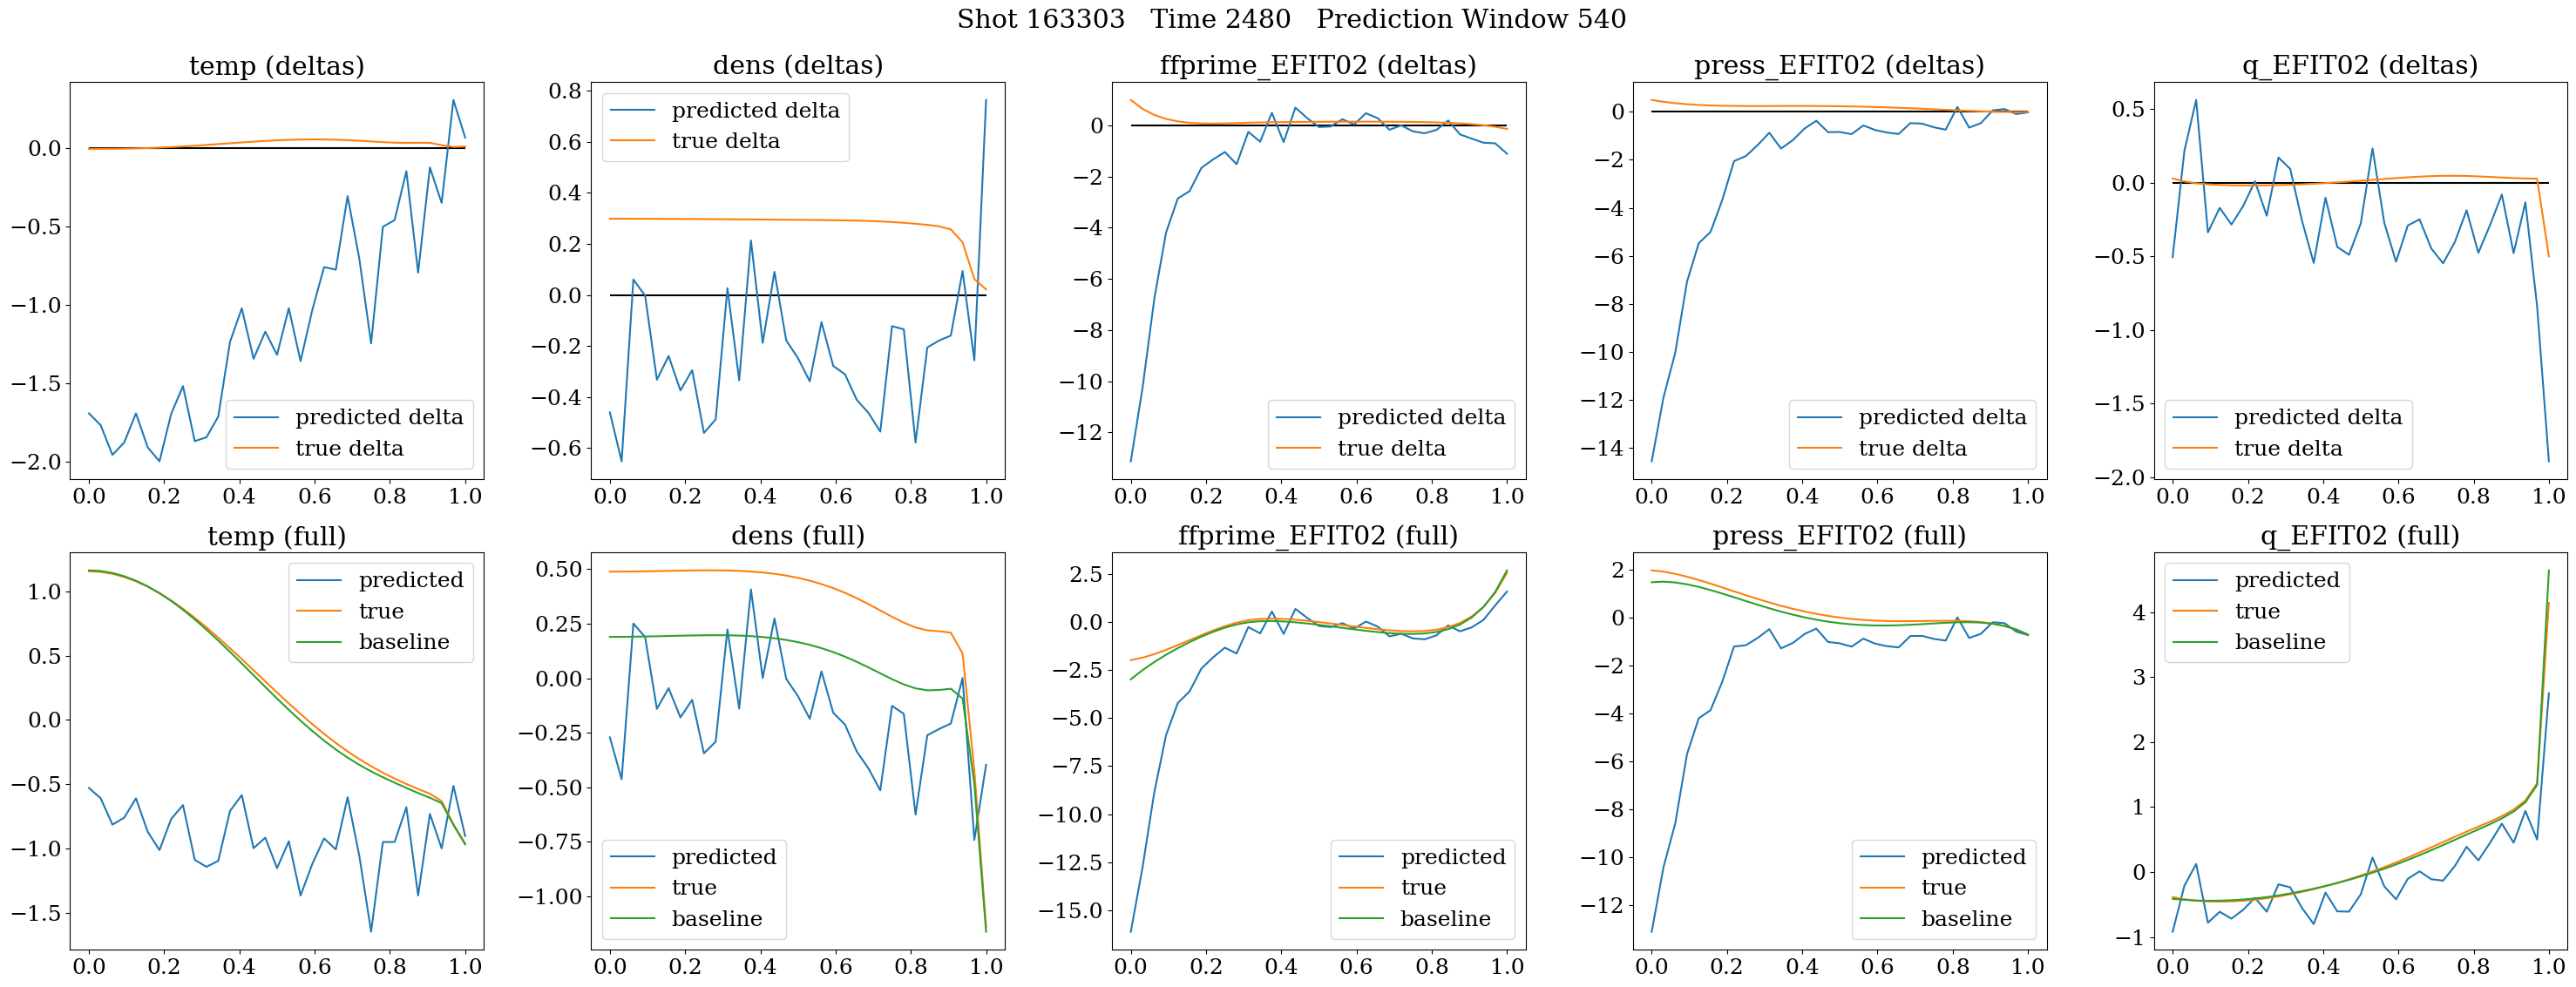 Shot 163303   Time 2480   Prediction Window 540
temp (deltas)
0.0
−0.5
−1.0
−1.5
−2.0
0.0 0.2 0.4 0.6 0.8 1.0
predicted delta
true delta
dens (deltas)
0.8
0.6
0.4
0.2
0.0
−0.2
−0.4
−0.6
0.0 0.2 0.4 0.6 0.8 1.0
predicted delta
true delta
ffprime_EFIT02 (deltas)
0
−2
−4
−6
−8
−10
−12
0.0 0.2 0.4 0.6 0.8 1.0
predicted delta
true delta
press_EFIT02 (deltas)
0
−2
−4
−6
−8
−10
−12
−14
0.0 0.2 0.4 0.6 0.8 1.0
predicted delta
true delta
q_EFIT02 (deltas)
0.5
0.0
−0.5
−1.0
−1.5
−2.0
0.0 0.2 0.4 0.6 0.8 1.0
predicted delta
true delta
temp (full)
1.0
0.5
0.0
−0.5
−1.0
−1.5
0.0 0.2 0.4 0.6 0.8 1.0
predicted
true
baseline
dens (full)
0.50
0.25
0.00
−0.25
−0.50
−0.75
−1.00
0.0 0.2 0.4 0.6 0.8 1.0
predicted
true
baseline
ffprime_EFIT02 (full)
2.5
0.0
−2.5
−5.0
−7.5
−10.0
−12.5
−15.0
0.0 0.2 0.4 0.6 0.8 1.0
predicted
true
baseline
press_EFIT02 (full)
2
0
−2
−4
−6
−8
−10
−12
0.0 0.2 0.4 0.6 0.8 1.0
predicted
true
baseline
q_EFIT02 (full)
4
3
2
1
0
−1
0.0 0.2 0.4 0.6 0.8 1.0
predicted
true
baseline